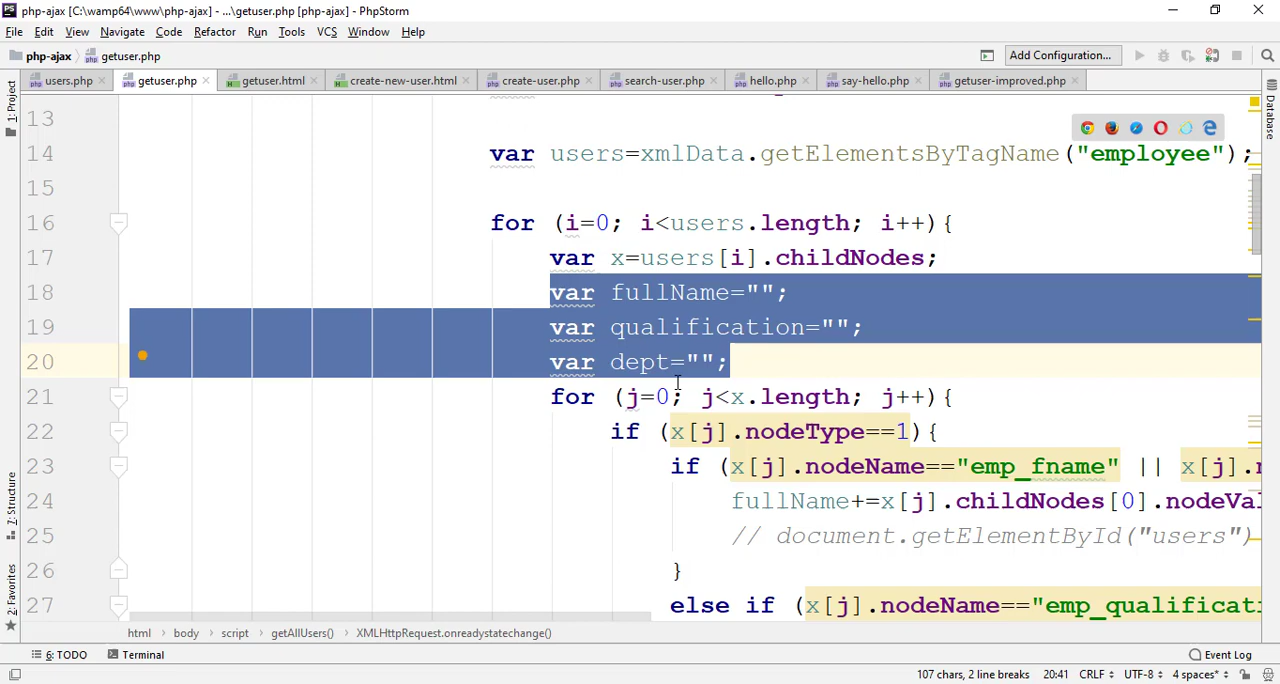 PS php-ajax [C:\wamp64\www\php-ajax] - ...\getuser.php [php-ajax] - PhpStorm
File Edit View Navigate Code Refactor Run Tools VCS Window Help
php-ajax getuser.php Add Configuration...
users.php getuser.php getuser.html create-new-user.html create-user.php search-user.php hello.php say-hello.php getuser-improved.php
1: Project
Database
13
14 var users=xmlData.getElementsByTagName("employee");
15
16 for (i=0; i<users.length; i++){
17 var x=users[i].childNodes;
18 var fullName="";
19 var qualification="";
20 var dept="";
21 for (j=0; j<x.length; j++){
22 if (x[j].nodeType==1){
23 if (x[j].nodeName=="emp_fname" || x[j].n
24 fullName+=x[j].childNodes[0].nodeVal
25 // document.getElementById("users")
26 }
27 else if (x[j].nodeName=="emp_qualificati
Z: Structure
2: Favorites
html body script getAllUsers() XMLHttpRequest.onreadystatechange()
6: TODO Terminal Event Log
107 chars, 2 line breaks 20:41 CRLF UTF-8 4 spaces*